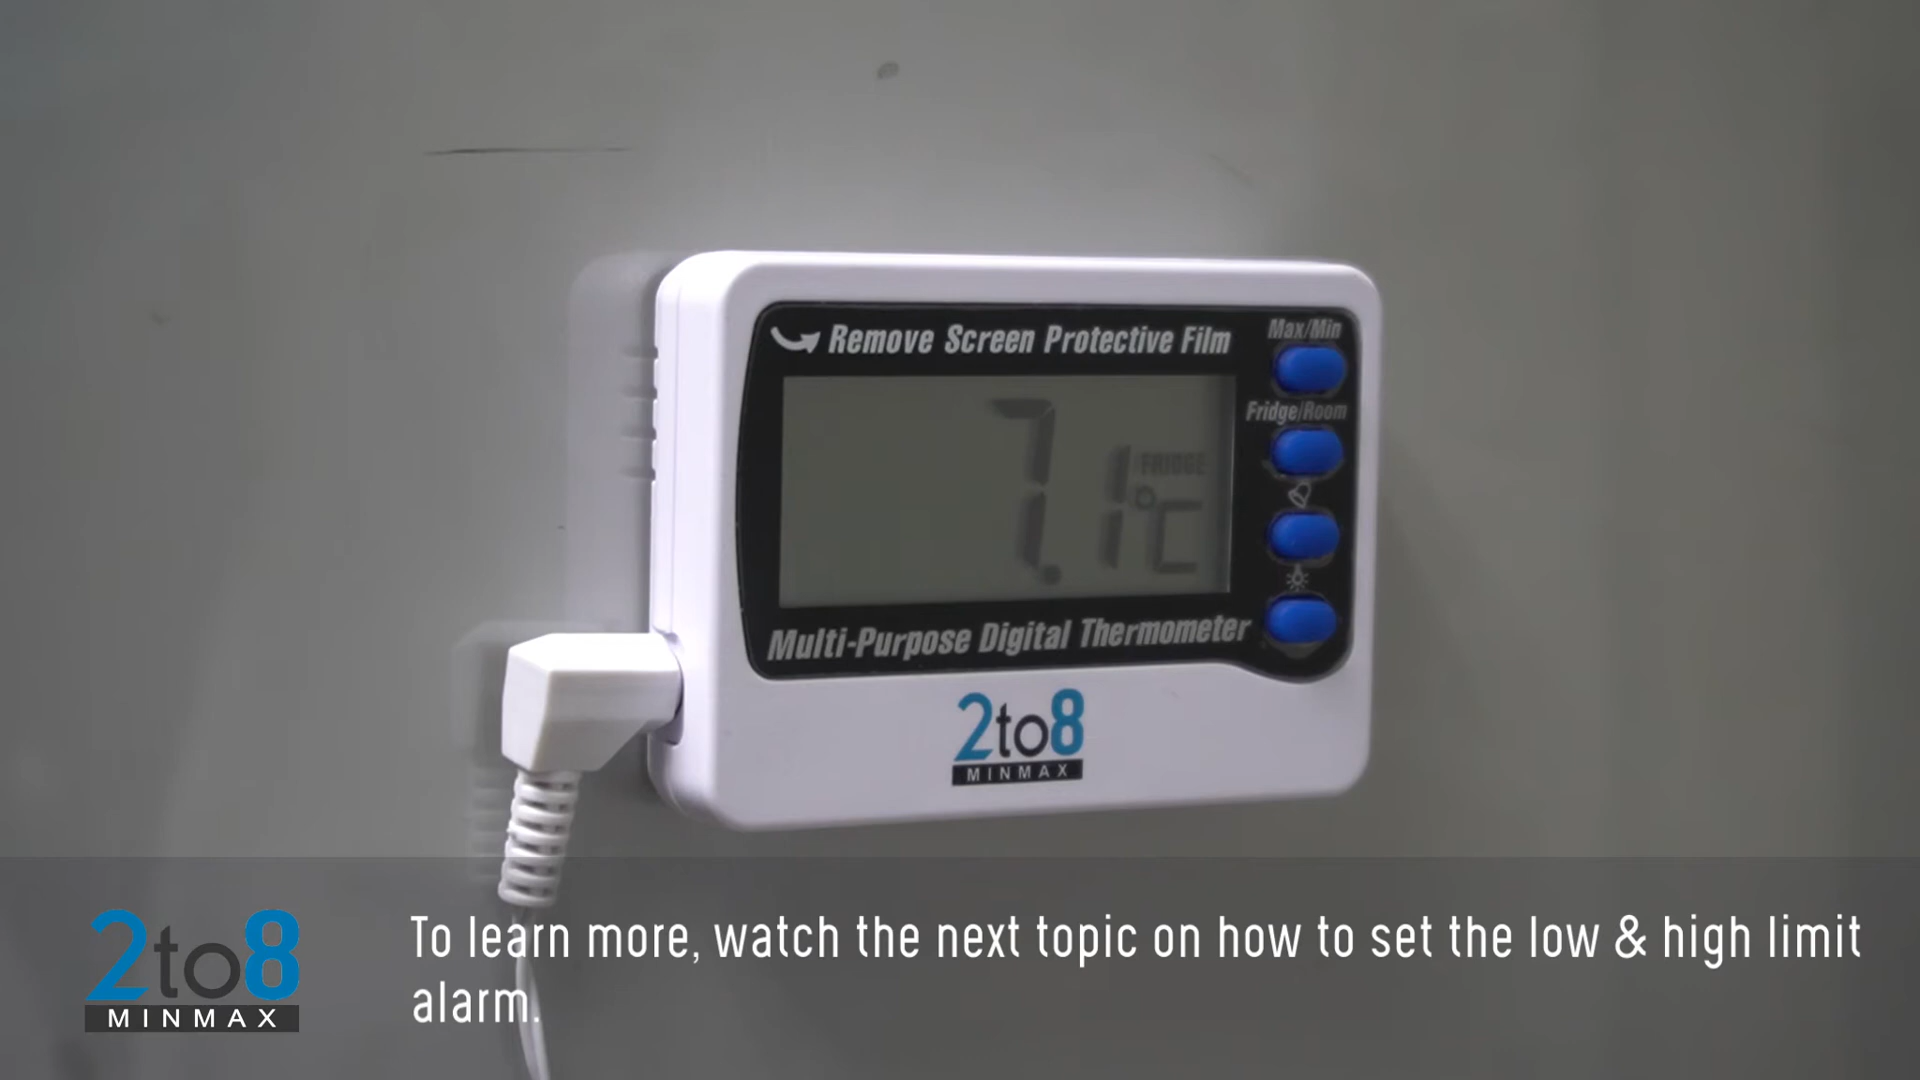 Remove Screen Protective Film
Max/Min
Fridge/Room
7.1 °C
FRIDGE
Multi-Purpose Digital Thermometer
2to8
MINMAX
2to8
MINMAX
To learn more, watch the next topic on how to set the low & high limit
alarm.